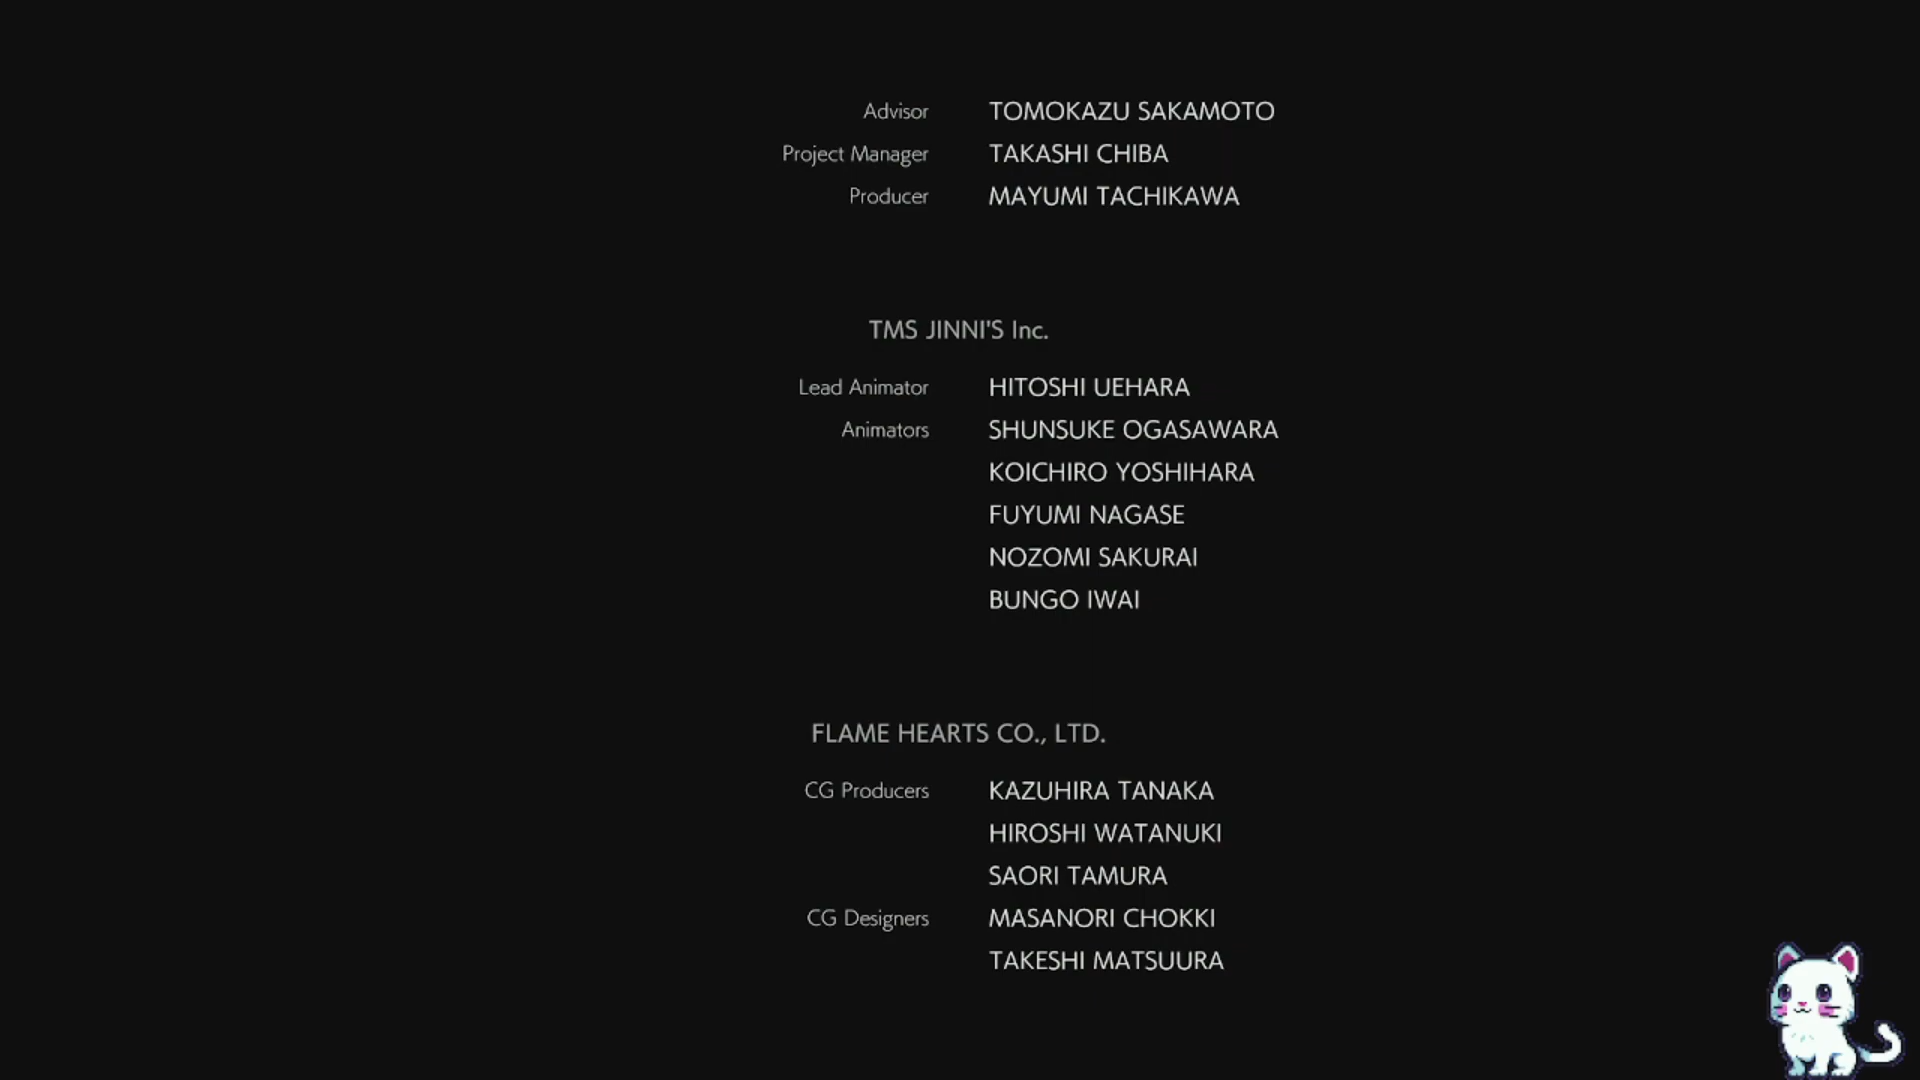 Advisor TOMOKAZU SAKAMOTO
Project Manager TAKASHI CHIBA
Producer MAYUMI TACHIKAWA
TMS JINNI'S Inc.
Lead Animator HITOSHI UEHARA
Animators SHUNSUKE OGASAWARA
KOICHIRO YOSHIHARA
FUYUMI NAGASE
NOZOMI SAKURAI
BUNGO IWAI
FLAME HEARTS CO., LTD.
CG Producers KAZUHIRA TANAKA
HIROSHI WATANUKI
SAORI TAMURA
CG Designers MASANORI CHOKKI
TAKESHI MATSUURA